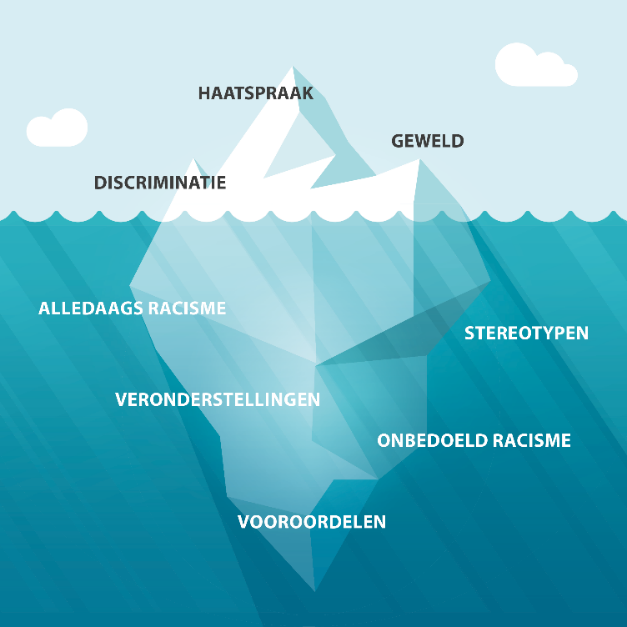 HAATSPRAAK
GEWELD
DISCRIMINATIE
ALLEDAAGS RACISME
STEREOTYPEN
VERONDERSTELLINGEN
ONBEDOELD RACISME
VOOROORDELEN